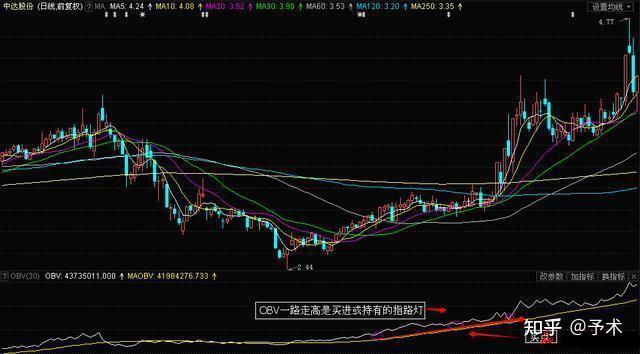 中达股份 (日线,前复权) ? MA MA5: 4.24 MA10: 4.08 MA20: 3.92 MA30: 3.90 MA60: 3.53 MA120: 3.20 MA250: 3.35 设置均线
4.77
2.44
? OBV(30) OBV: 43735011.000 MAOBV: 41984276.733 改参数 加指标 换指标
OBV一路走高是买进或持有的指路灯
知乎 @予术